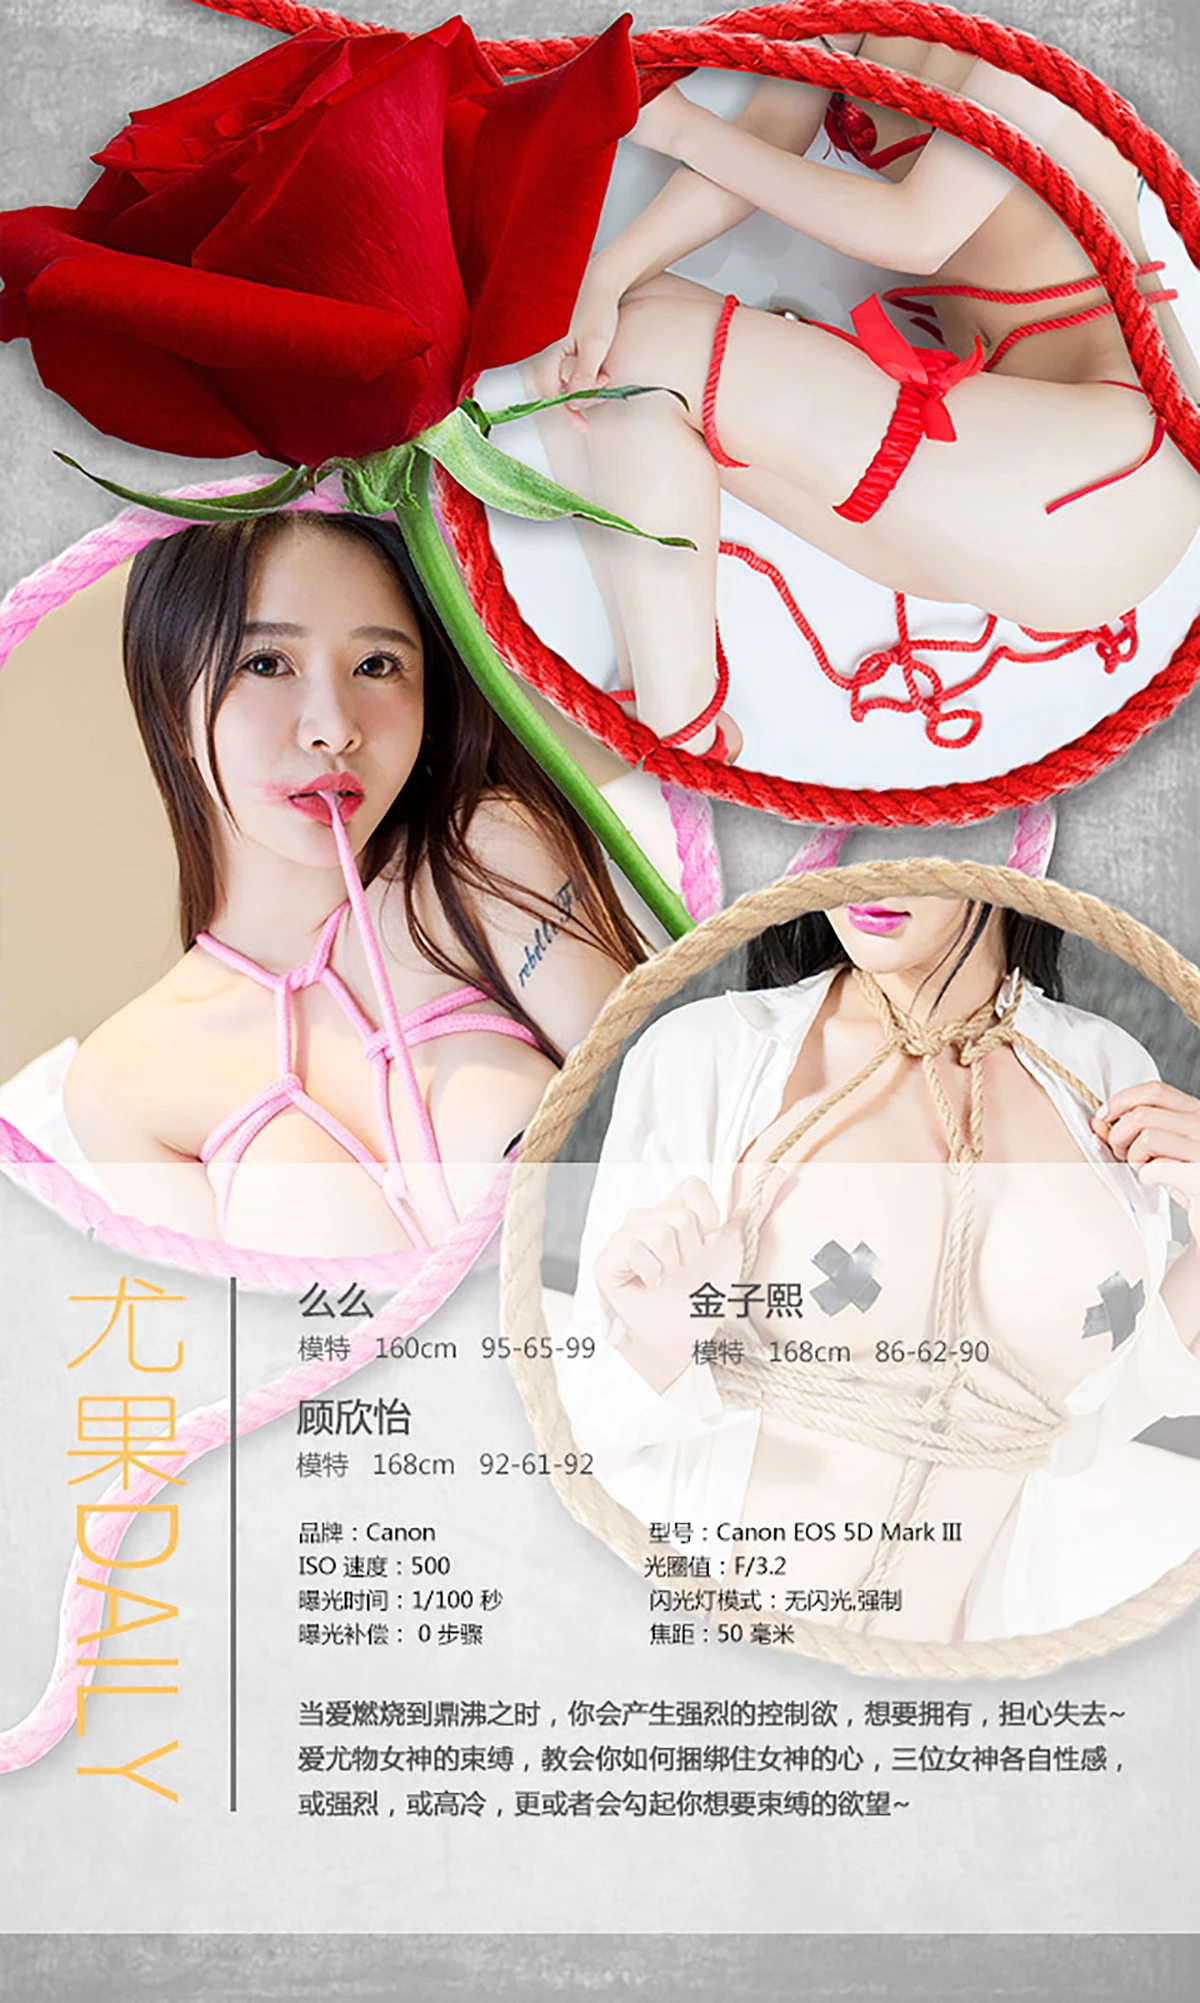 rebelle
尤果DAILY
么么
模特 160cm 95-65-99
金子熙
模特 168cm 86-62-90
顾欣怡
模特 168cm 92-61-92
品牌：Canon
型号：Canon EOS 5D Mark III
ISO 速度：500
光圈值：F/3.2
曝光时间：1/100 秒
闪光灯模式：无闪光,强制
曝光补偿： 0 步骤
焦距：50 毫米
当爱燃烧到鼎沸之时，你会产生强烈的控制欲，想要拥有，担心失去~
爱尤物女神的束缚，教会你如何捆绑住女神的心，三位女神各自性感，
或强烈，或高冷，更或者会勾起你想要束缚的欲望~